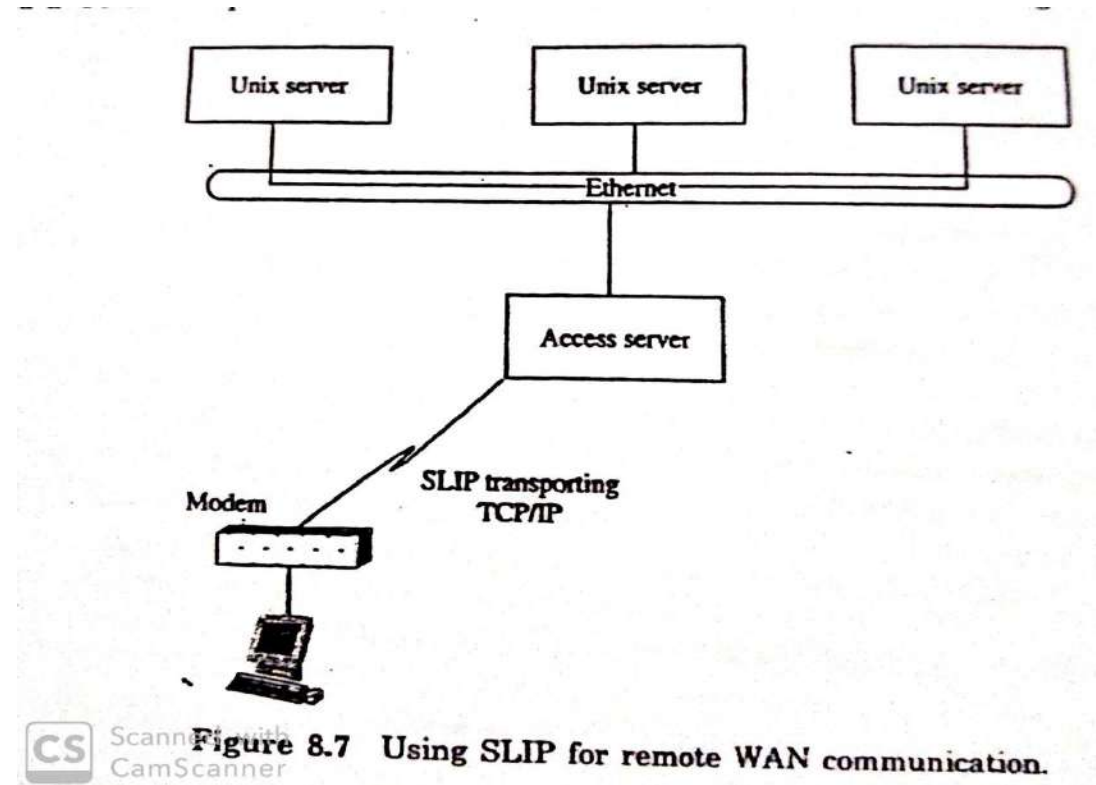 Unix server
Unix server
Unix server
Ethernet
Access server
SLIP transporting
TCP/IP
Modem
Figure 8.7 Using SLIP for remote WAN communication.
CS
Scanned with
CamScanner